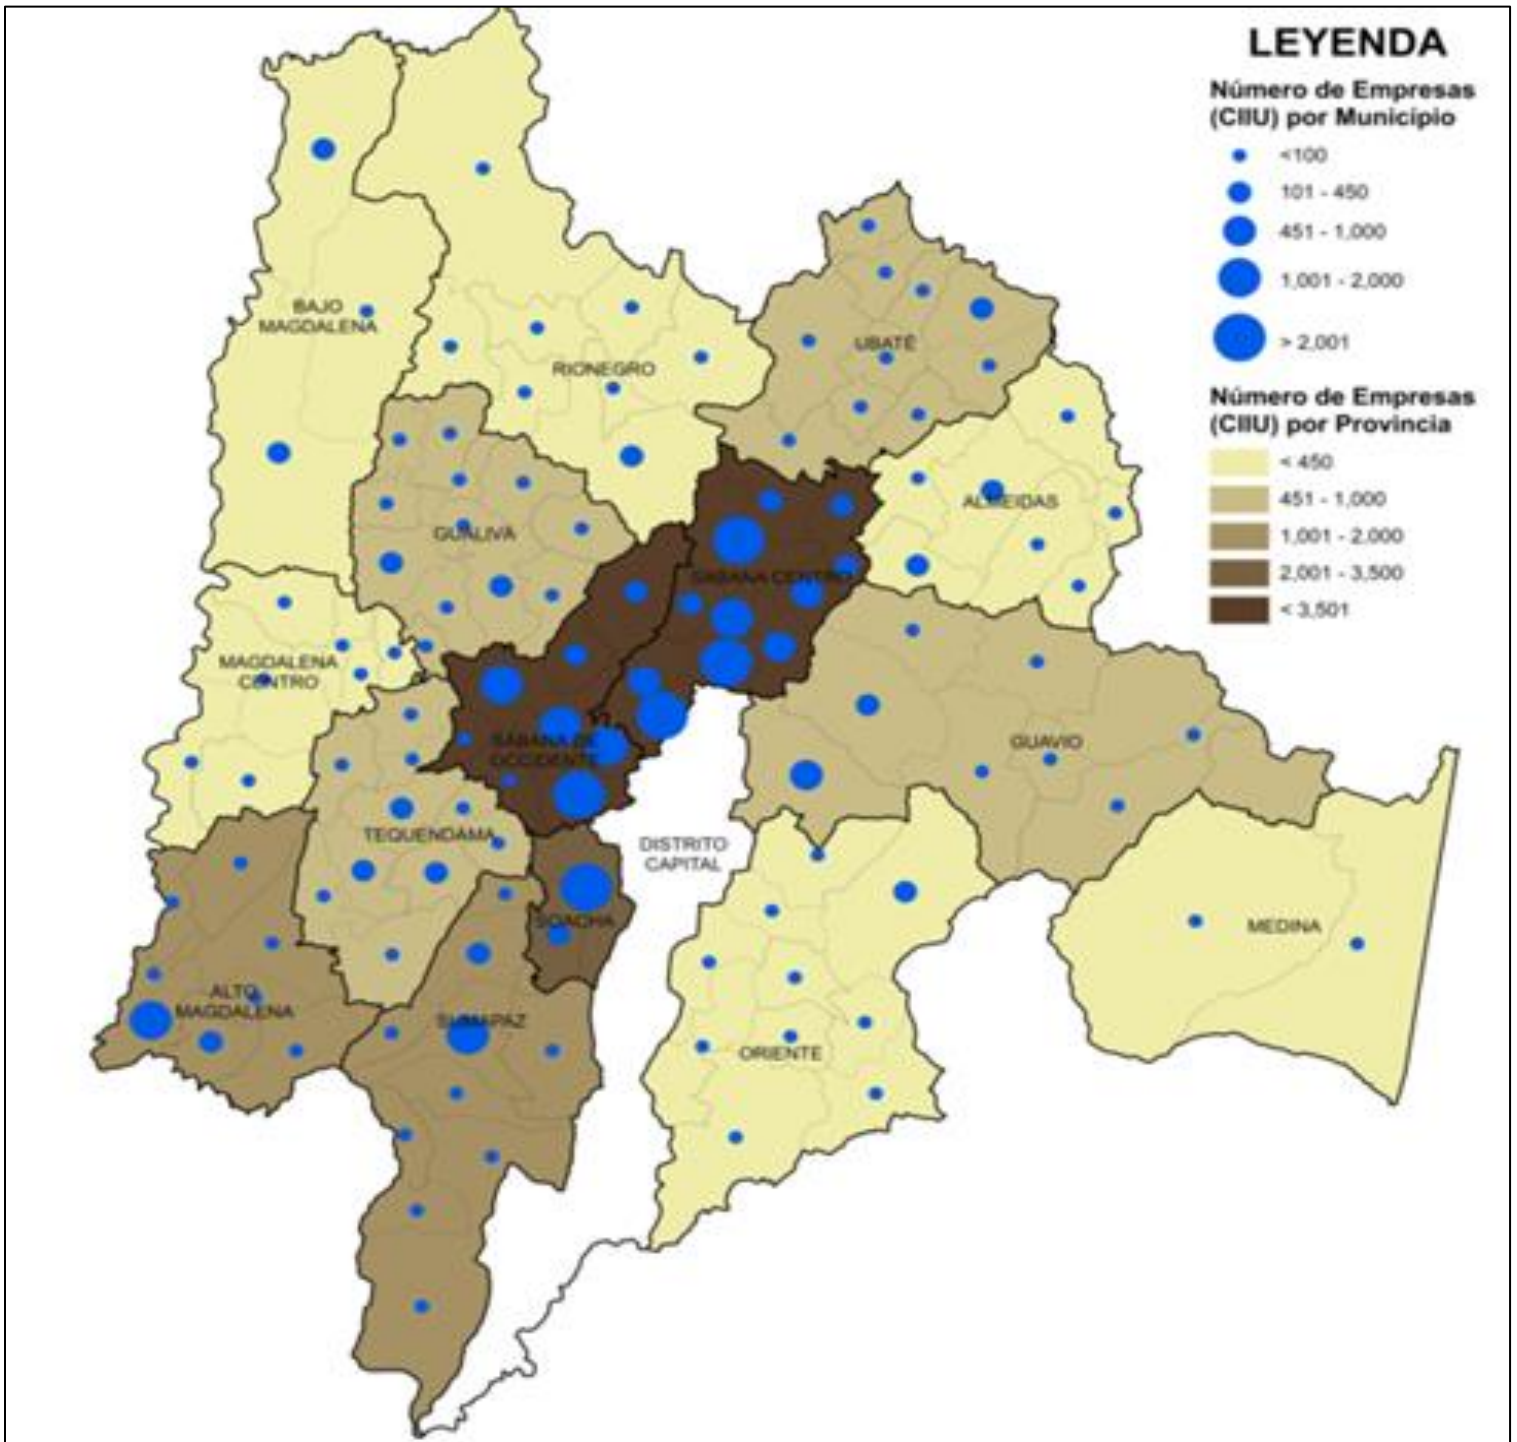 LEYENDA
Número de Empresas
(CIIU) por Município
<100
101 - 450
451 - 1,000
1,001 - 2,000
> 2,001
Número de Empresas
(CIIU) por Provincia
< 450
451 - 1,000
1,001 - 2,000
2,001 - 3,500
< 3,501
BAJO
MAGDALENA
RIONEGRO
UBATÉ
ALMEIDAS
GUALIVÁ
SABANA CENTRO
MAGDALENA
CENTRO
SABANA DE
OCCIDENTE
GUAVIO
TEQUENDAMA
DISTRITO
CAPITAL
SOACHA
MEDINA
ALTO
MAGDALENA
SUMAPAZ
ORIENTE